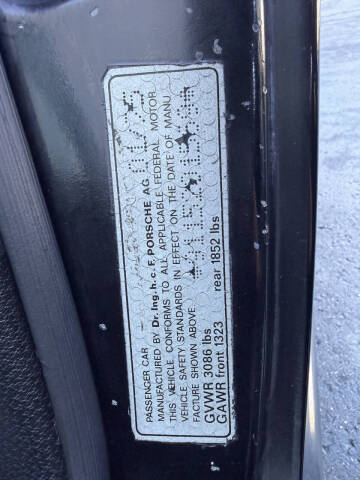 PASSENGER CAR
MANUFACTURED BY Dr. Ing. h. c. F. PORSCHE AG
THIS VEHICLE CONFORMS TO ALL APPLICABLE FEDERAL MOTOR
VEHICLE SAFETY STANDARDS IN EFFECT ON THE DATE OF MANU
FACTURE SHOWN ABOVE
GVWR 3086 lbs
GAWR front 1323 rear 1852 lbs